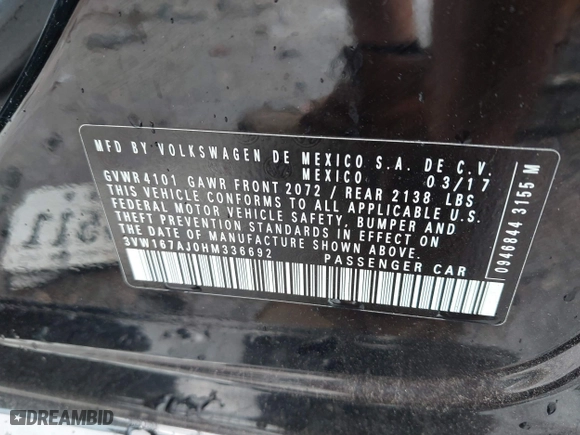 MFD BY VOLKSWAGEN DE MEXICO S.A. DE C.V.
MEXICO 03/17
GVWR4101 GAWR FRONT 2072 / REAR 2138 LBS
THIS VEHICLE CONFORMS TO ALL APPLICABLE U.S.
FEDERAL MOTOR VEHICLE SAFETY, BUMPER AND
THEFT PREVENTION STANDARDS IN EFFECT ON
THE DATE OF MANUFACTURE SHOWN ABOVE.
3VW167AJ0HM336692 PASSENGER CAR
0946844 3155 M
DREAMBID